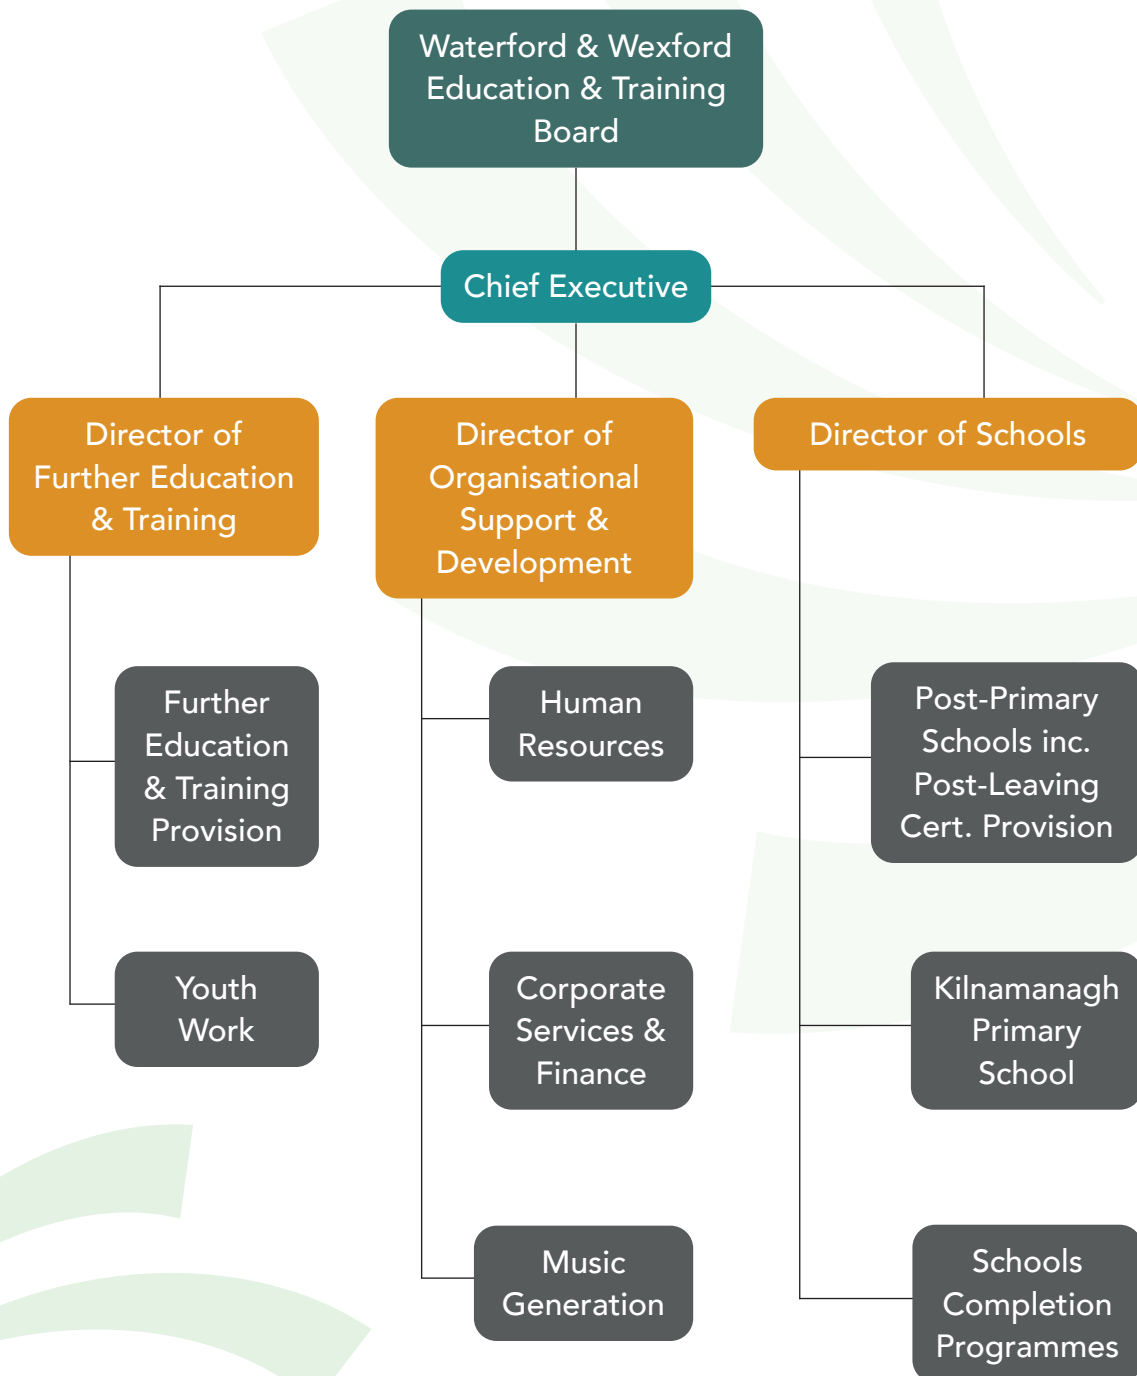 Waterford & Wexford
Education & Training
Board
Chief Executive
Director of
Further Education
& Training
Director of
Organisational
Support &
Development
Director of Schools
Further
Education
& Training
Provision
Human
Resources
Post-Primary
Schools inc.
Post-Leaving
Cert. Provision
Youth
Work
Corporate
Services &
Finance
Kilnamanagh
Primary
School
Music
Generation
Schools
Completion
Programmes